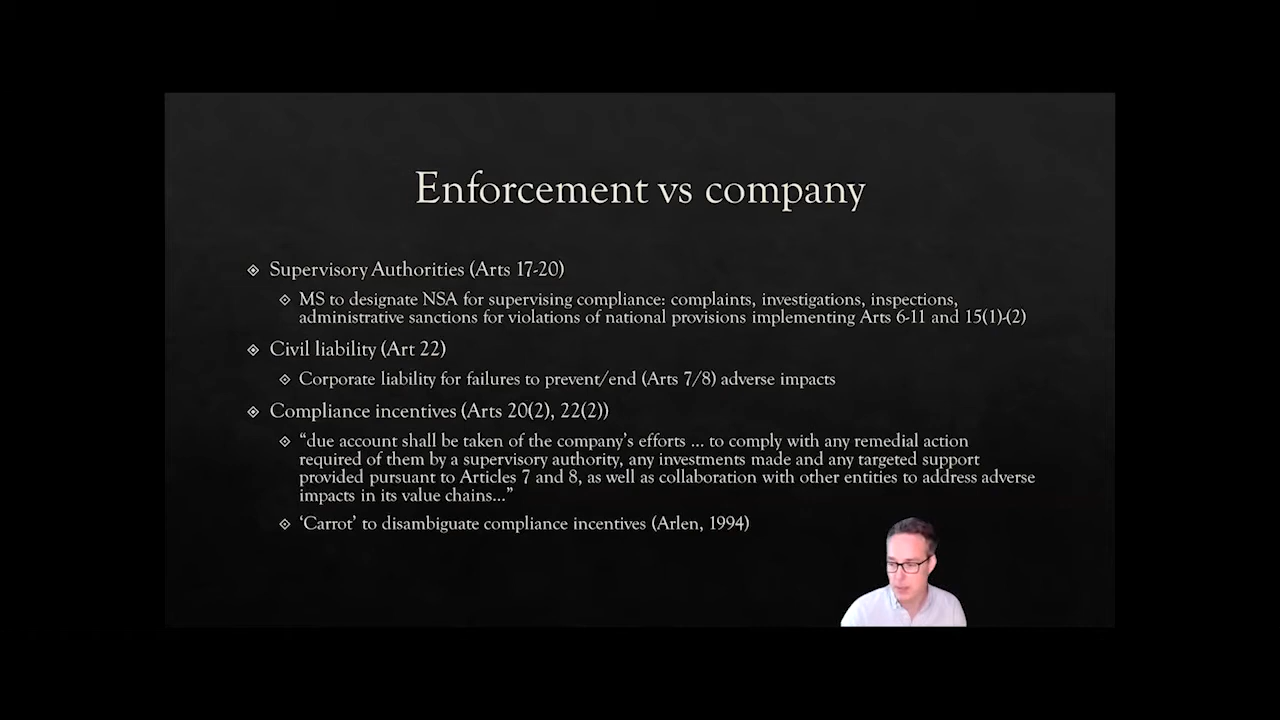 Enforcement vs company
Supervisory Authorities (Arts 17-20)
MS to designate NSA for supervising compliance: complaints, investigations, inspections,
administrative sanctions for violations of national provisions implementing Arts 6-11 and 15(1)-(2)
Civil liability (Art 22)
Corporate liability for failures to prevent/end (Arts 7/8) adverse impacts
Compliance incentives (Arts 20(2), 22(2))
“due account shall be taken of the company’s efforts ... to comply with any remedial action
required of them by a supervisory authority, any investments made and any targeted support
provided pursuant to Articles 7 and 8, as well as collaboration with other entities to address adverse
impacts in its value chains...”
‘Carrot’ to disambiguate compliance incentives (Arlen, 1994)